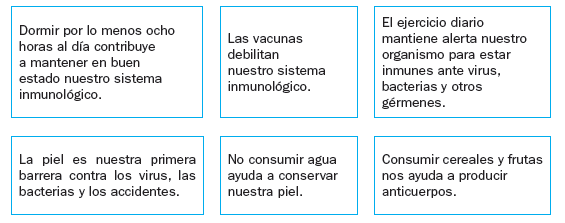 Dormir por lo menos ocho
horas al día contribuye
a mantener en buen
estado nuestro sistema
inmunológico.
Las vacunas
debilitan
nuestro sistema
inmunológico.
El ejercicio diario
mantiene alerta nuestro
organismo para estar
inmunes ante virus,
bacterias y otros
gérmenes.
La piel es nuestra primera
barrera contra los virus, las
bacterias y los accidentes.
No consumir agua
ayuda a conservar
nuestra piel.
Consumir cereales y frutas
nos ayuda a producir
anticuerpos.